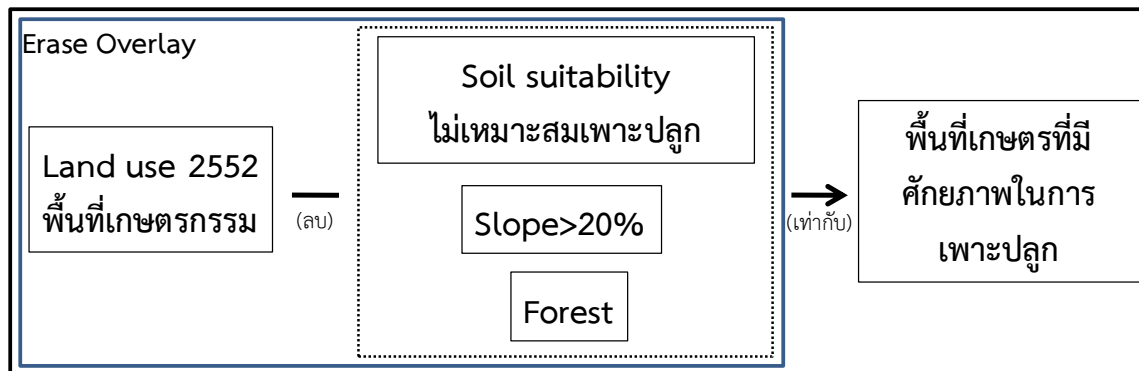 Erase Overlay
Land use 2552
พื้นที่เกษตรกรรม
(ลบ)
Soil suitability
ไม่เหมาะสมเพาะปลูก
Slope>20%
Forest
(เท่ากับ)
พื้นที่เกษตรที่มี
ศักยภาพในการ
เพาะปลูก